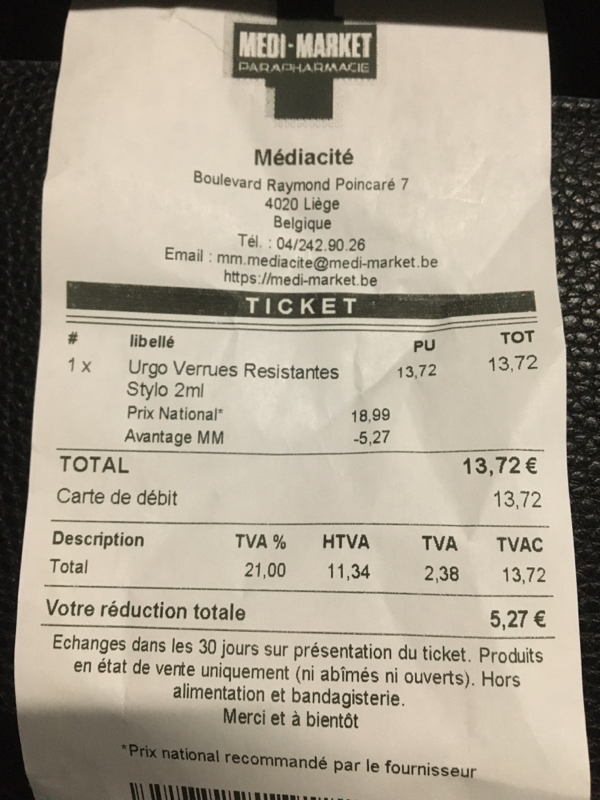 MEDI-MARKET
PARAPHARMACIE
Médiacité
Boulevard Raymond Poincaré 7
4020 Liège
Belgique
Tél. : 04/242.90.26
Email : mm.mediacite@medi-market.be
https://medi-market.be
TICKET
# libellé PU TOT
1 x Urgo Verrues Resistantes 13,72 13,72
Stylo 2ml
Prix National* 18,99
Avantage MM -5,27
TOTAL 13,72 €
Carte de débit 13,72
Description TVA % HTVA TVA TVAC
Total 21,00 11,34 2,38 13,72
Votre réduction totale 5,27 €
Echanges dans les 30 jours sur présentation du ticket. Produits
en état de vente uniquement (ni abîmés ni ouverts). Hors
alimentation et bandagisterie.
Merci et à bientôt
*Prix national recommandé par le fournisseur